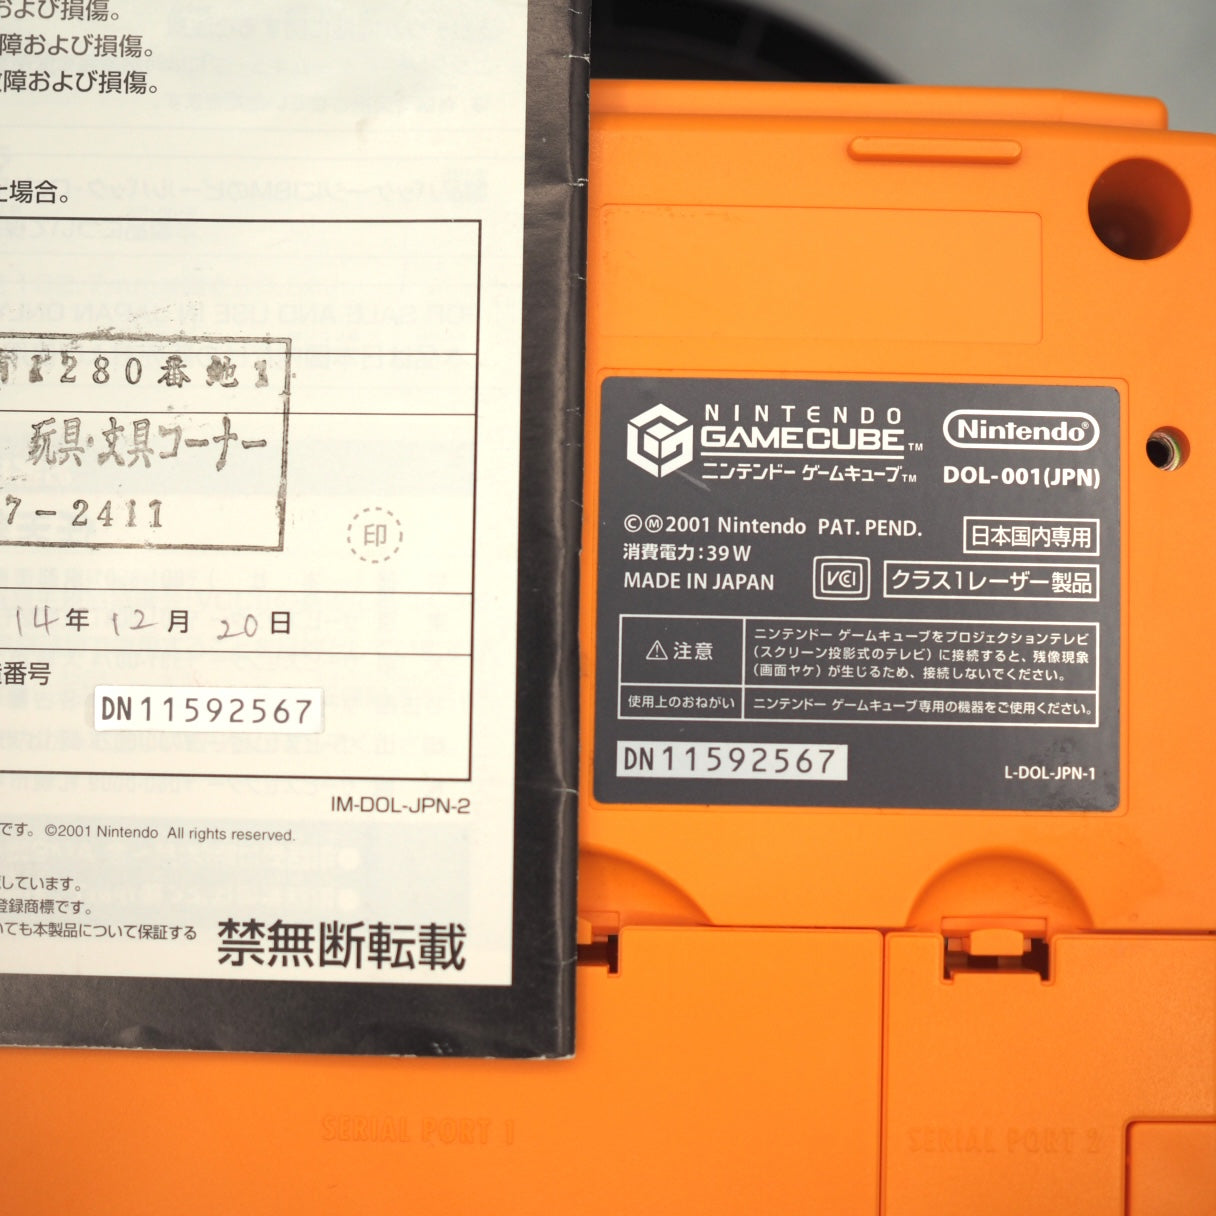 および損傷。
障および損傷。
障および損傷。
場合。
280番地1
玩具・文具コーナー
7-2411
印
14年 12月 20日
番号
DN11592567
IM-DOL-JPN-2
です。 ©2001 Nintendo All rights reserved.
しています。
登録商標です。
いても本製品について保証する
禁無断転載
NINTENDO
GAMECUBE™
ニンテンドー ゲームキューブ™
Nintendo®
DOL-001(JPN)
©Ⓜ2001 Nintendo PAT. PEND.
日本国内専用
消費電力:39W
MADE IN JAPAN
VCI
クラス1レーザー製品
⚠注意
ニンテンドー ゲームキューブをプロジェクションテレビ
(スクリーン投影式のテレビ)に接続すると、残像現象
(画面ヤケ)が生じるため、接続しないでください。
使用上のおねがい
ニンテンドー ゲームキューブ専用の機器をご使用ください。
DN11592567
L-DOL-JPN-1
SERIAL PORT 1
SERIAL PORT 2